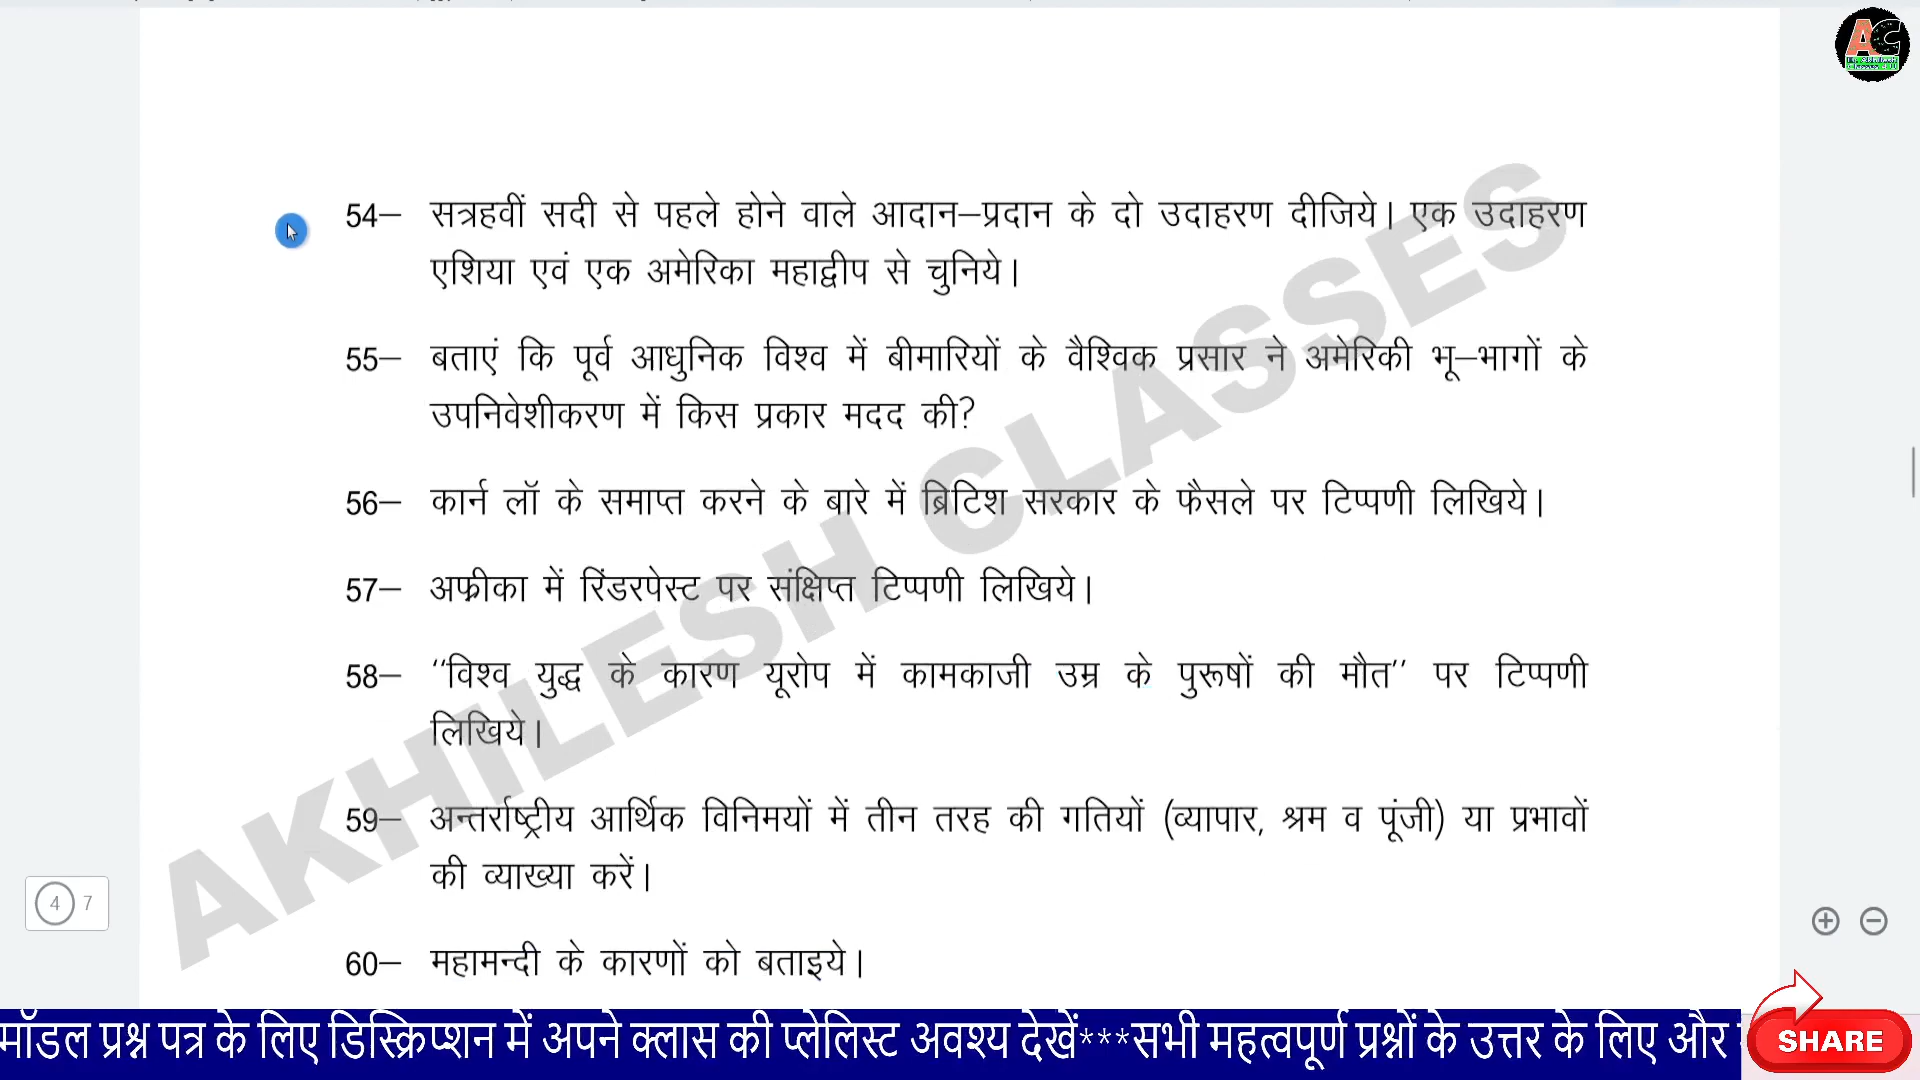 54– सत्रहवीं सदी से पहले होने वाले आदान–प्रदान के दो उदाहरण दीजिये। एक उदाहरण
एशिया एवं एक अमेरिका महाद्वीप से चुनिये।
55– बताएं कि पूर्व आधुनिक विश्व में बीमारियों के वैश्विक प्रसार ने अमेरिकी भू–भागों के
उपनिवेशीकरण में किस प्रकार मदद की?
56– कार्न लॉ के समाप्त करने के बारे में ब्रिटिश सरकार के फैसले पर टिप्पणी लिखिये।
57– अफ्रीका में रिंडरपेस्ट पर संक्षिप्त टिप्पणी लिखिये।
58– ‘‘विश्व युद्ध के कारण यूरोप में कामकाजी उम्र के पुरूषों की मौत’’ पर टिप्पणी
लिखिये।
59– अन्तर्राष्ट्रीय आर्थिक विनिमयों में तीन तरह की गतियों (व्यापार, श्रम व पूंजी) या प्रभावों
की व्याख्या करें।
60– महामन्दी के कारणों को बताइये।
AKHILESH CLASSES
AC
4 7
मॉडल प्रश्न पत्र के लिए डिस्क्रिप्शन में अपने क्लास की प्लेलिस्ट अवश्य देखें***सभी महत्वपूर्ण प्रश्नों के उत्तर के लिए और
SHARE